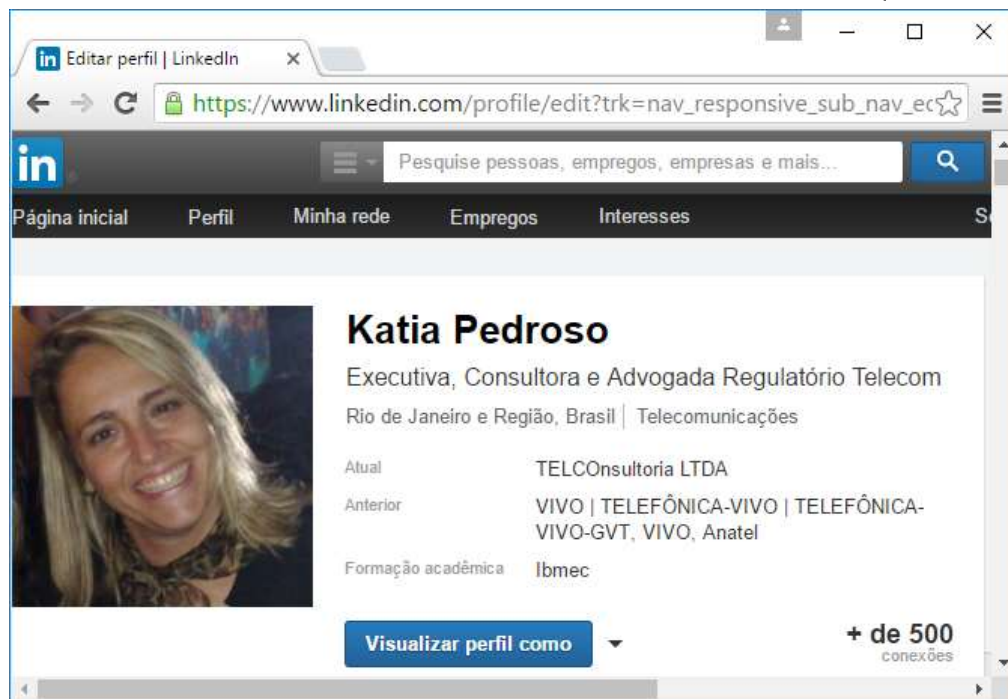 in Editar perfil | LinkedIn
https://www.linkedin.com/profile/edit?trk=nav_responsive_sub_nav_ec
in
Pesquise pessoas, empregos, empresas e mais...
Página inicial Perfil Minha rede Empregos Interesses
Katia Pedroso
Executiva, Consultora e Advogada Regulatório Telecom
Rio de Janeiro e Região, Brasil | Telecomunicações
Atual TELCOnsultoria LTDA
Anterior VIVO | TELEFÔNICA-VIVO | TELEFÔNICA-
VIVO-GVT, VIVO, Anatel
Formação acadêmica Ibmec
Visualizar perfil como + de 500
conexões